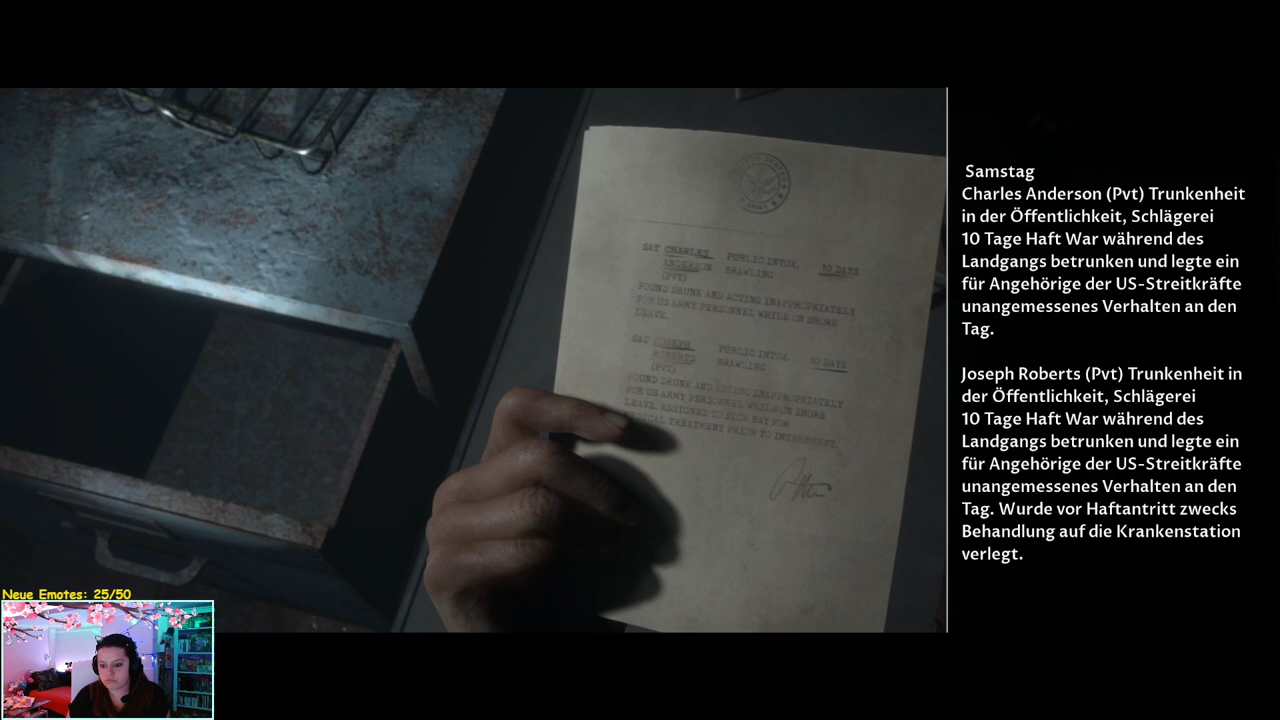 UNITED STATES
ARMY
SAT CHARLES PUBLIC INTOX, 10 DAYS
ANDERSON BRAWLING
(PVT)
FOUND DRUNK AND ACTING INAPPROPRIATELY
FOR US ARMY PERSONNEL WHILE ON SHORE
LEAVE.
SAT JOSEPH PUBLIC INTOX, 10 DAYS
ROBERTS BRAWLING
(PVT)
FOUND DRUNK AND ACTING INAPPROPRIATELY
FOR US ARMY PERSONNEL WHILE ON SHORE
LEAVE. ASSIGNED TO SICK BAY FOR
MEDICAL TREATMENT PRIOR TO INTERNMENT.
Samstag
Charles Anderson (Pvt) Trunkenheit
in der Öffentlichkeit, Schlägerei
10 Tage Haft War während des
Landgangs betrunken und legte ein
für Angehörige der US-Streitkräfte
unangemessenes Verhalten an den
Tag.
Joseph Roberts (Pvt) Trunkenheit in
der Öffentlichkeit, Schlägerei
10 Tage Haft War während des
Landgangs betrunken und legte ein
für Angehörige der US-Streitkräfte
unangemessenes Verhalten an den
Tag. Wurde vor Haftantritt zwecks
Behandlung auf die Krankenstation
verlegt.
Neue Emotes: 25/50